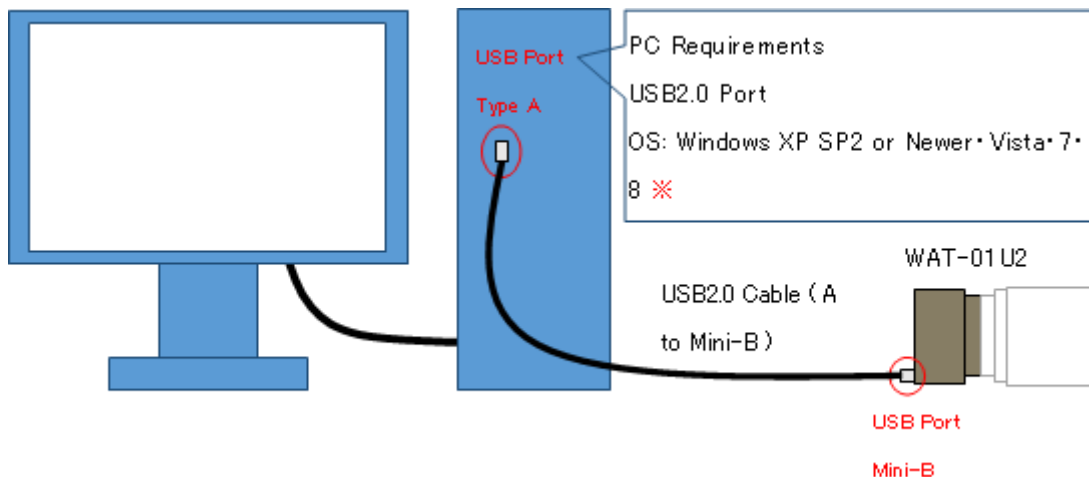 USB Port
Type A
PC Requirements
USB2.0 Port
OS: Windows XP SP2 or Newer・Vista・7・
8 ※
WAT-01U2
USB2.0 Cable (A
to Mini-B)
USB Port
Mini-B